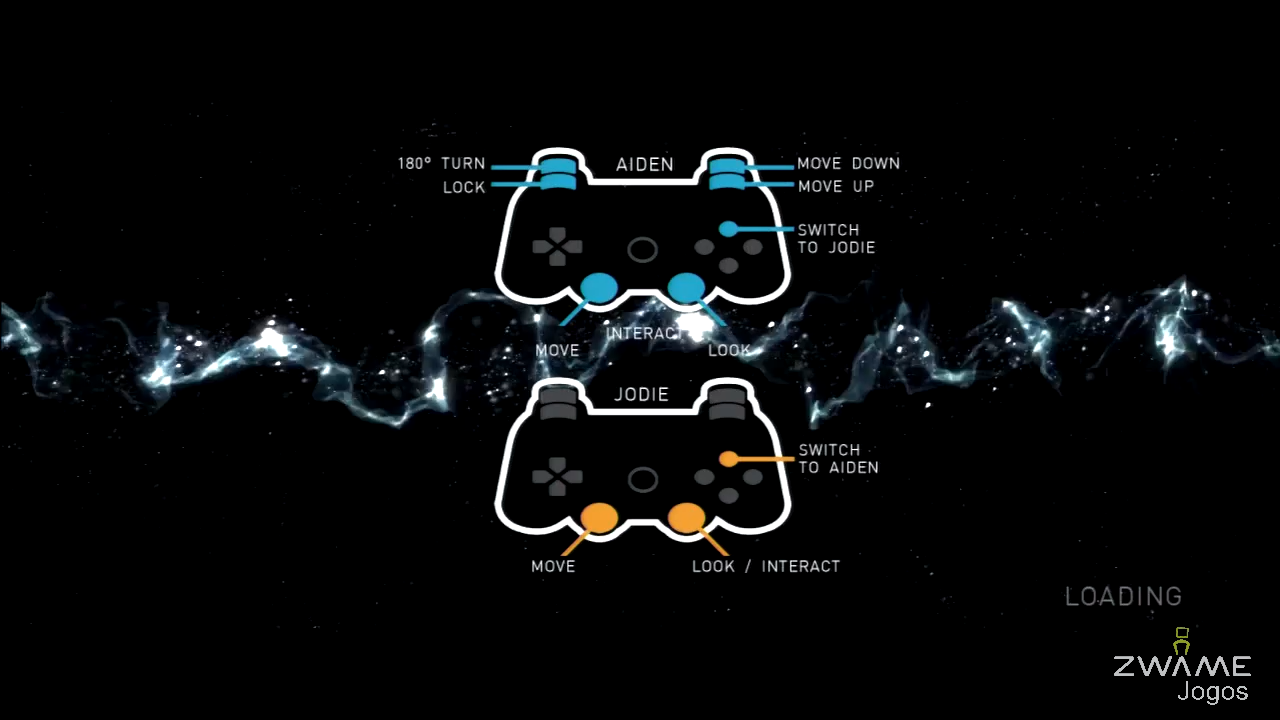 AIDEN
180° TURN
LOCK
MOVE DOWN
MOVE UP
SWITCH
TO JODIE
INTERACT
MOVE
LOOK
JODIE
SWITCH
TO AIDEN
MOVE
LOOK / INTERACT
LOADING
ZWAME
Jogos